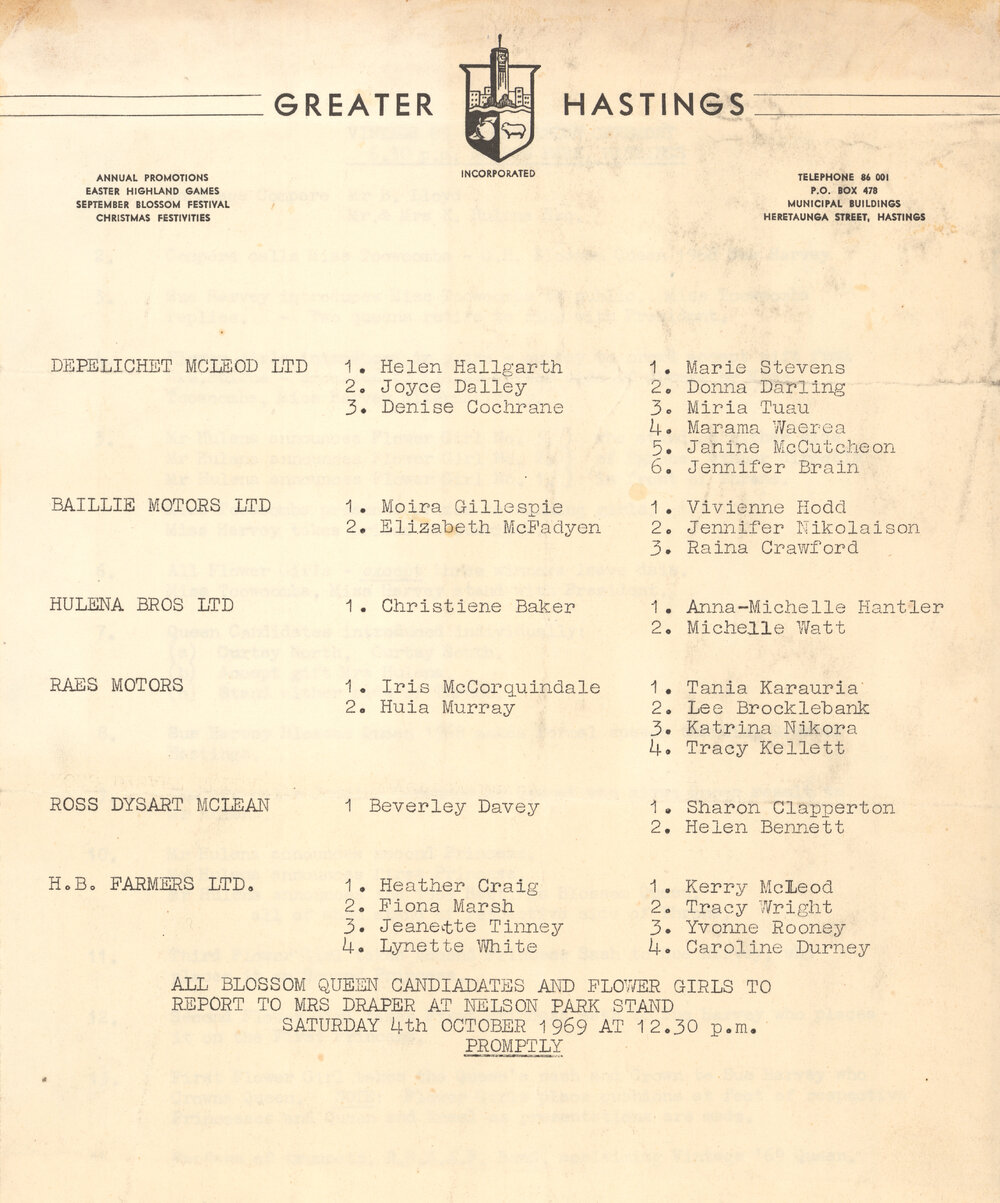 GREATER HASTINGS
INCORPORATED
ANNUAL PROMOTIONS
EASTER HIGHLAND GAMES
SEPTEMBER BLOSSOM FESTIVAL
CHRISTMAS FESTIVITIES
TELEPHONE 86 001
P.O. BOX 478
MUNICIPAL BUILDINGS
HERETAUNGA STREET, HASTINGS
DEPELICHET MCLEOD LTD 1. Helen Hallgarth 1. Marie Stevens
2. Joyce Dalley 2. Donna Darling
3. Denise Cochrane 3. Miria Tuau
4. Marama Waerea
5. Janine McCutcheon
6. Jennifer Brain
BAILLIE MOTORS LTD 1. Moira Gillespie 1. Vivienne Hodd
2. Elizabeth McFadyen 2. Jennifer Nikolaison
3. Raina Crawford
HULENA BROS LTD 1. Christiene Baker 1. Anna-Michelle Hantler
2. Michelle Watt
RAES MOTORS 1. Iris McCorquindale 1. Tania Karauria
2. Huia Murray 2. Lee Brocklebank
3. Katrina Nikora
4. Tracy Kellett
ROSS DYSART MCLEAN 1 Beverley Davey 1. Sharon Clapperton
2. Helen Bennett
H.B. FARMERS LTD. 1. Heather Craig 1. Kerry McLeod
2. Fiona Marsh 2. Tracy Wright
3. Jeanette Tinney 3. Yvonne Rooney
4. Lynette White 4. Caroline Durney
ALL BLOSSOM QUEEN CANDIADATES AND FLOWER GIRLS TO
REPORT TO MRS DRAPER AT NELSON PARK STAND
SATURDAY 4th OCTOBER 1969 AT 12.30 p.m.
PROMPTLY